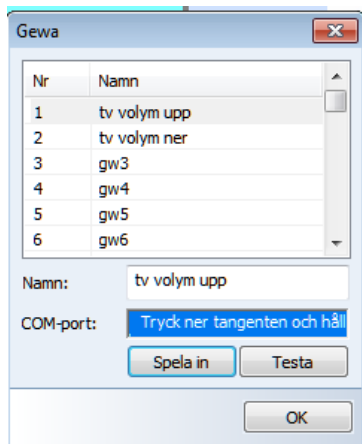 Gewa
Nr Namn
1 tv volym upp
2 tv volym ner
3 gw3
4 gw4
5 gw5
6 gw6
Namn: tv volym upp
COM-port: Tryck ner tangenten och håll
Spela in Testa
OK